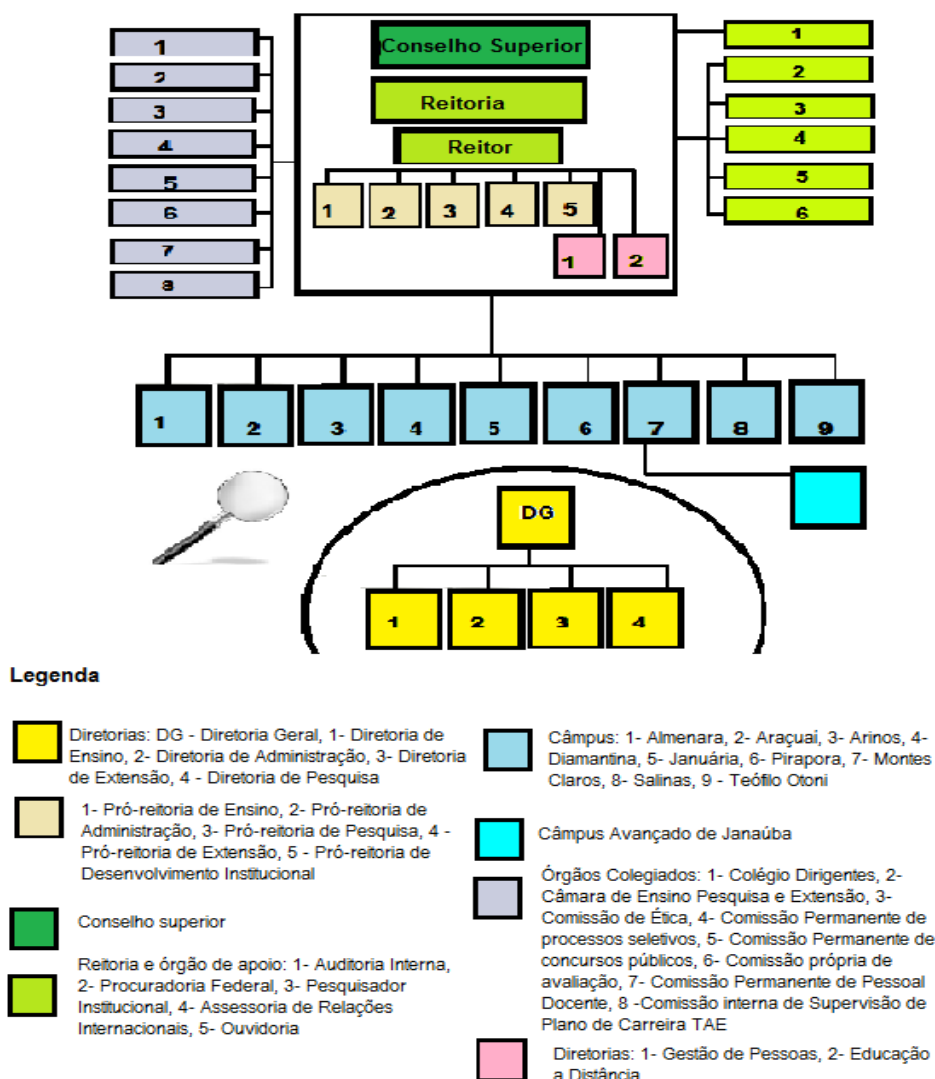 Conselho Superior
Reitoria
Reitor
1
2
3
4
5
6
7
8
1
2
3
4
5
6
1 2 3 4 5
1 2
1 2 3 4 5 6 7 8 9
DG
1 2 3 4
Legenda
Diretorias: DG - Diretoria Geral, 1- Diretoria de
Ensino, 2- Diretoria de Administração, 3- Diretoria
de Extensão, 4 - Diretoria de Pesquisa
1- Pró-reitoria de Ensino, 2- Pró-reitoria de
Administração, 3- Pró-reitoria de Pesquisa, 4 -
Pró-reitoria de Extensão, 5 - Pró-reitoria de
Desenvolvimento Institucional
Conselho superior
Reitoria e órgão de apoio: 1- Auditoria Interna,
2- Procuradoria Federal, 3- Pesquisador
Institucional, 4- Assessoria de Relações
Internacionais, 5- Ouvidoria
Câmpus: 1- Almenara, 2- Araçuaí, 3- Arinos, 4-
Diamantina, 5- Januária, 6- Pirapora, 7- Montes
Claros, 8- Salinas, 9 - Teófilo Otoni
Câmpus Avançado de Janaúba
Órgãos Colegiados: 1- Colégio Dirigentes, 2-
Câmara de Ensino Pesquisa e Extensão, 3-
Comissão de Ética, 4- Comissão Permanente de
processos seletivos, 5- Comissão Permanente de
concursos públicos, 6- Comissão própria de
avaliação, 7- Comissão Permanente de Pessoal
Docente, 8 -Comissão interna de Supervisão de
Plano de Carreira TAE
Diretorias: 1- Gestão de Pessoas, 2- Educação
a Distância